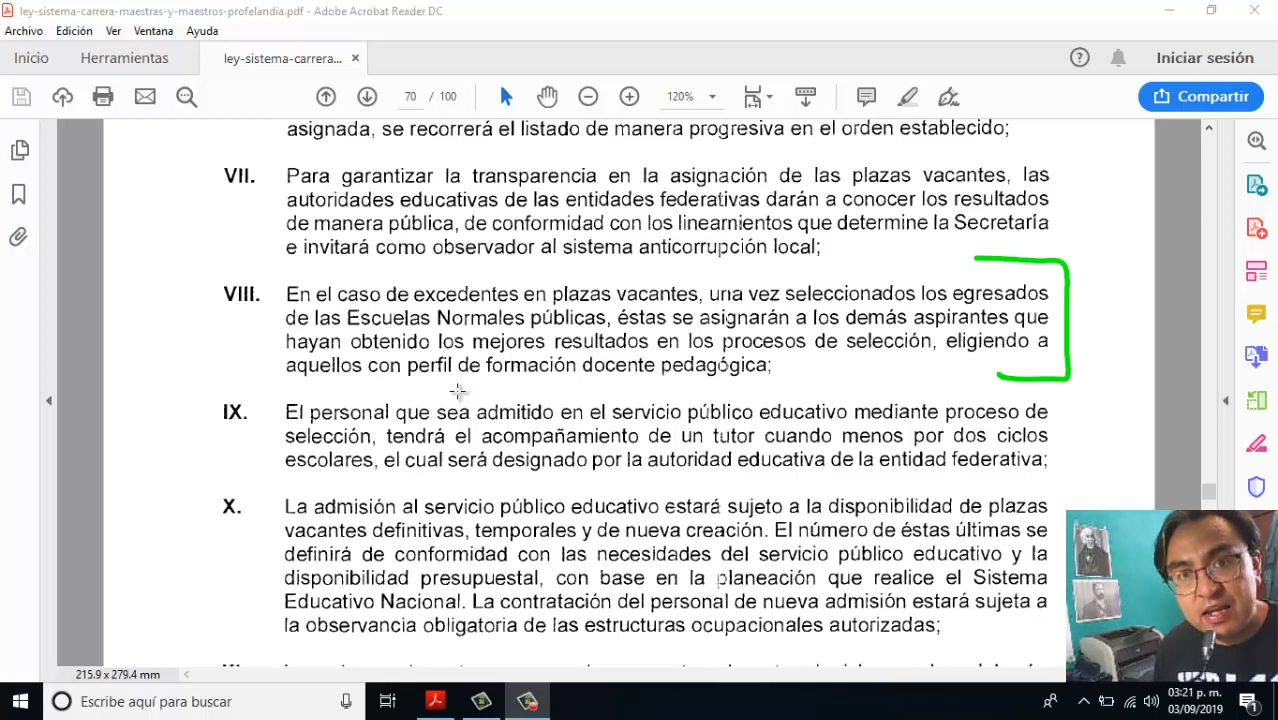 ley-sistema-carrera-maestras-y-maestros-profelandia.pdf - Adobe Acrobat Reader DC
Archivo Edición Ver Ventana Ayuda
Inicio Herramientas ley-sistema-carrera... × Iniciar sesión
70 / 100 120% Compartir
asignada, se recorrerá el listado de manera progresiva en el orden establecido;
VII. Para garantizar la transparencia en la asignación de las plazas vacantes, las
autoridades educativas de las entidades federativas darán a conocer los resultados
de manera pública, de conformidad con los lineamientos que determine la Secretaría
e invitará como observador al sistema anticorrupción local;
VIII. En el caso de excedentes en plazas vacantes, una vez seleccionados los egresados
de las Escuelas Normales públicas, éstas se asignarán a los demás aspirantes que
hayan obtenido los mejores resultados en los procesos de selección, eligiendo a
aquellos con perfil de formación docente pedagógica;
IX. El personal que sea admitido en el servicio público educativo mediante proceso de
selección, tendrá el acompañamiento de un tutor cuando menos por dos ciclos
escolares, el cual será designado por la autoridad educativa de la entidad federativa;
X. La admisión al servicio público educativo estará sujeto a la disponibilidad de plazas
vacantes definitivas, temporales y de nueva creación. El número de éstas últimas se
definirá de conformidad con las necesidades del servicio público educativo y la
disponibilidad presupuestal, con base en la planeación que realice el Sistema
Educativo Nacional. La contratación del personal de nueva admisión estará sujeta a
la observancia obligatoria de las estructuras ocupacionales autorizadas;
215.9 x 279.4 mm
Escribe aquí para buscar
03:21 p. m.
03/09/2019
1